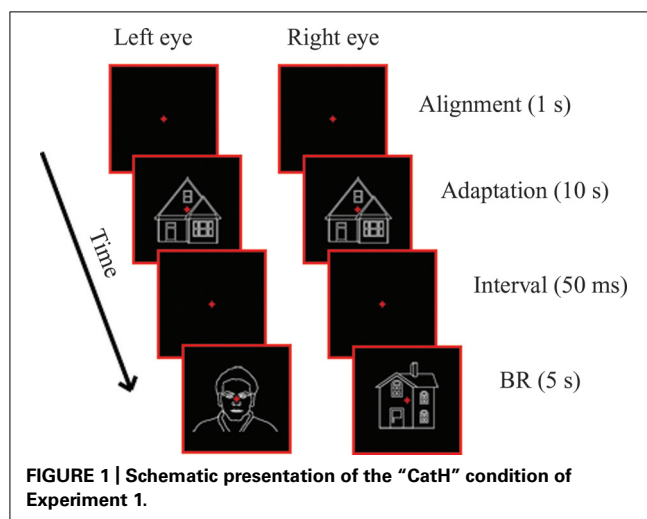 Left eye
Right eye
Alignment (1 s)
Adaptation (10 s)
Time
Interval (50 ms)
BR (5 s)
FIGURE 1 | Schematic presentation of the “CatH” condition of
Experiment 1.